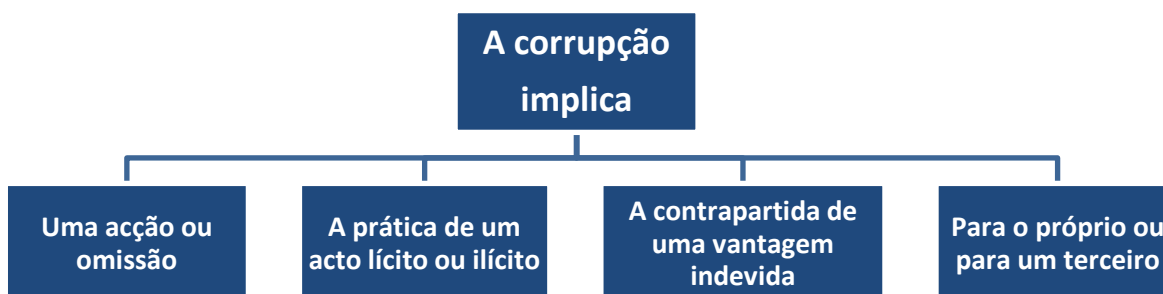 A corrupção
implica
Uma acção ou
omissão
A prática de um
acto lícito ou ilícito
A contrapartida de
uma vantagem
indevida
Para o próprio ou
para um terceiro